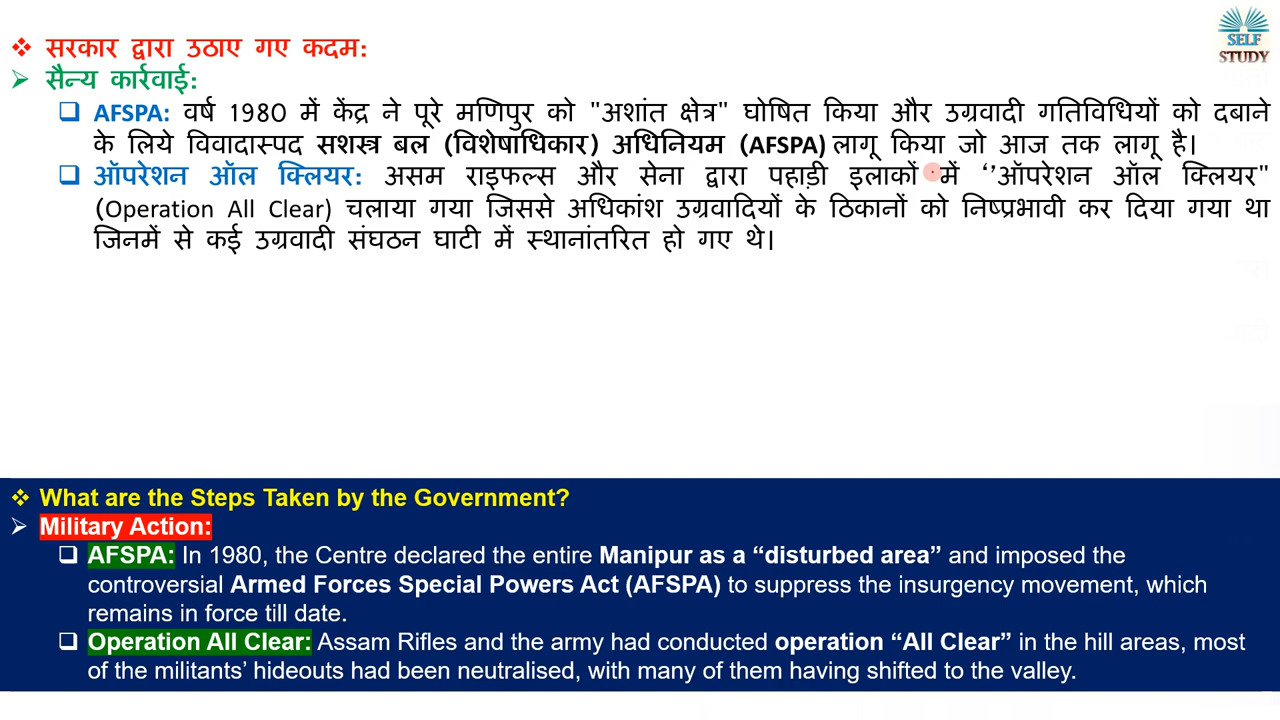 SELF
STUDY
❖ सरकार द्वारा उठाए गए कदम:
➢ सैन्य कार्रवाई:
❑ AFSPA: वर्ष 1980 में केंद्र ने पूरे मणिपुर को "अशांत क्षेत्र" घोषित किया और उग्रवादी गतिविधियों को दबाने
के लिये विवादास्पद सशस्त्र बल (विशेषाधिकार) अधिनियम (AFSPA) लागू किया जो आज तक लागू है।
❑ ऑपरेशन ऑल क्लियर: असम राइफल्स और सेना द्वारा पहाड़ी इलाकों में ‘’ऑपरेशन ऑल क्लियर"
(Operation All Clear) चलाया गया जिससे अधिकांश उग्रवादियों के ठिकानों को निष्प्रभावी कर दिया गया था
जिनमें से कई उग्रवादी संघठन घाटी में स्थानांतरित हो गए थे।
❖ What are the Steps Taken by the Government?
➢ Military Action:
❑ AFSPA: In 1980, the Centre declared the entire Manipur as a “disturbed area” and imposed the
controversial Armed Forces Special Powers Act (AFSPA) to suppress the insurgency movement, which
remains in force till date.
❑ Operation All Clear: Assam Rifles and the army had conducted operation “All Clear” in the hill areas, most
of the militants’ hideouts had been neutralised, with many of them having shifted to the valley.